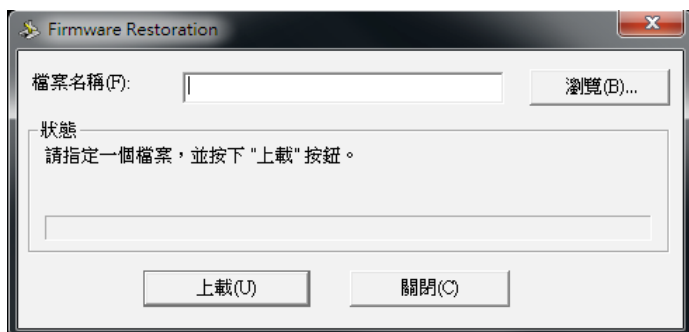 Firmware Restoration
檔案名稱(F):
瀏覽(B)...
狀態
請指定一個檔案，並按下 "上載" 按鈕。
上載(U)
關閉(C)